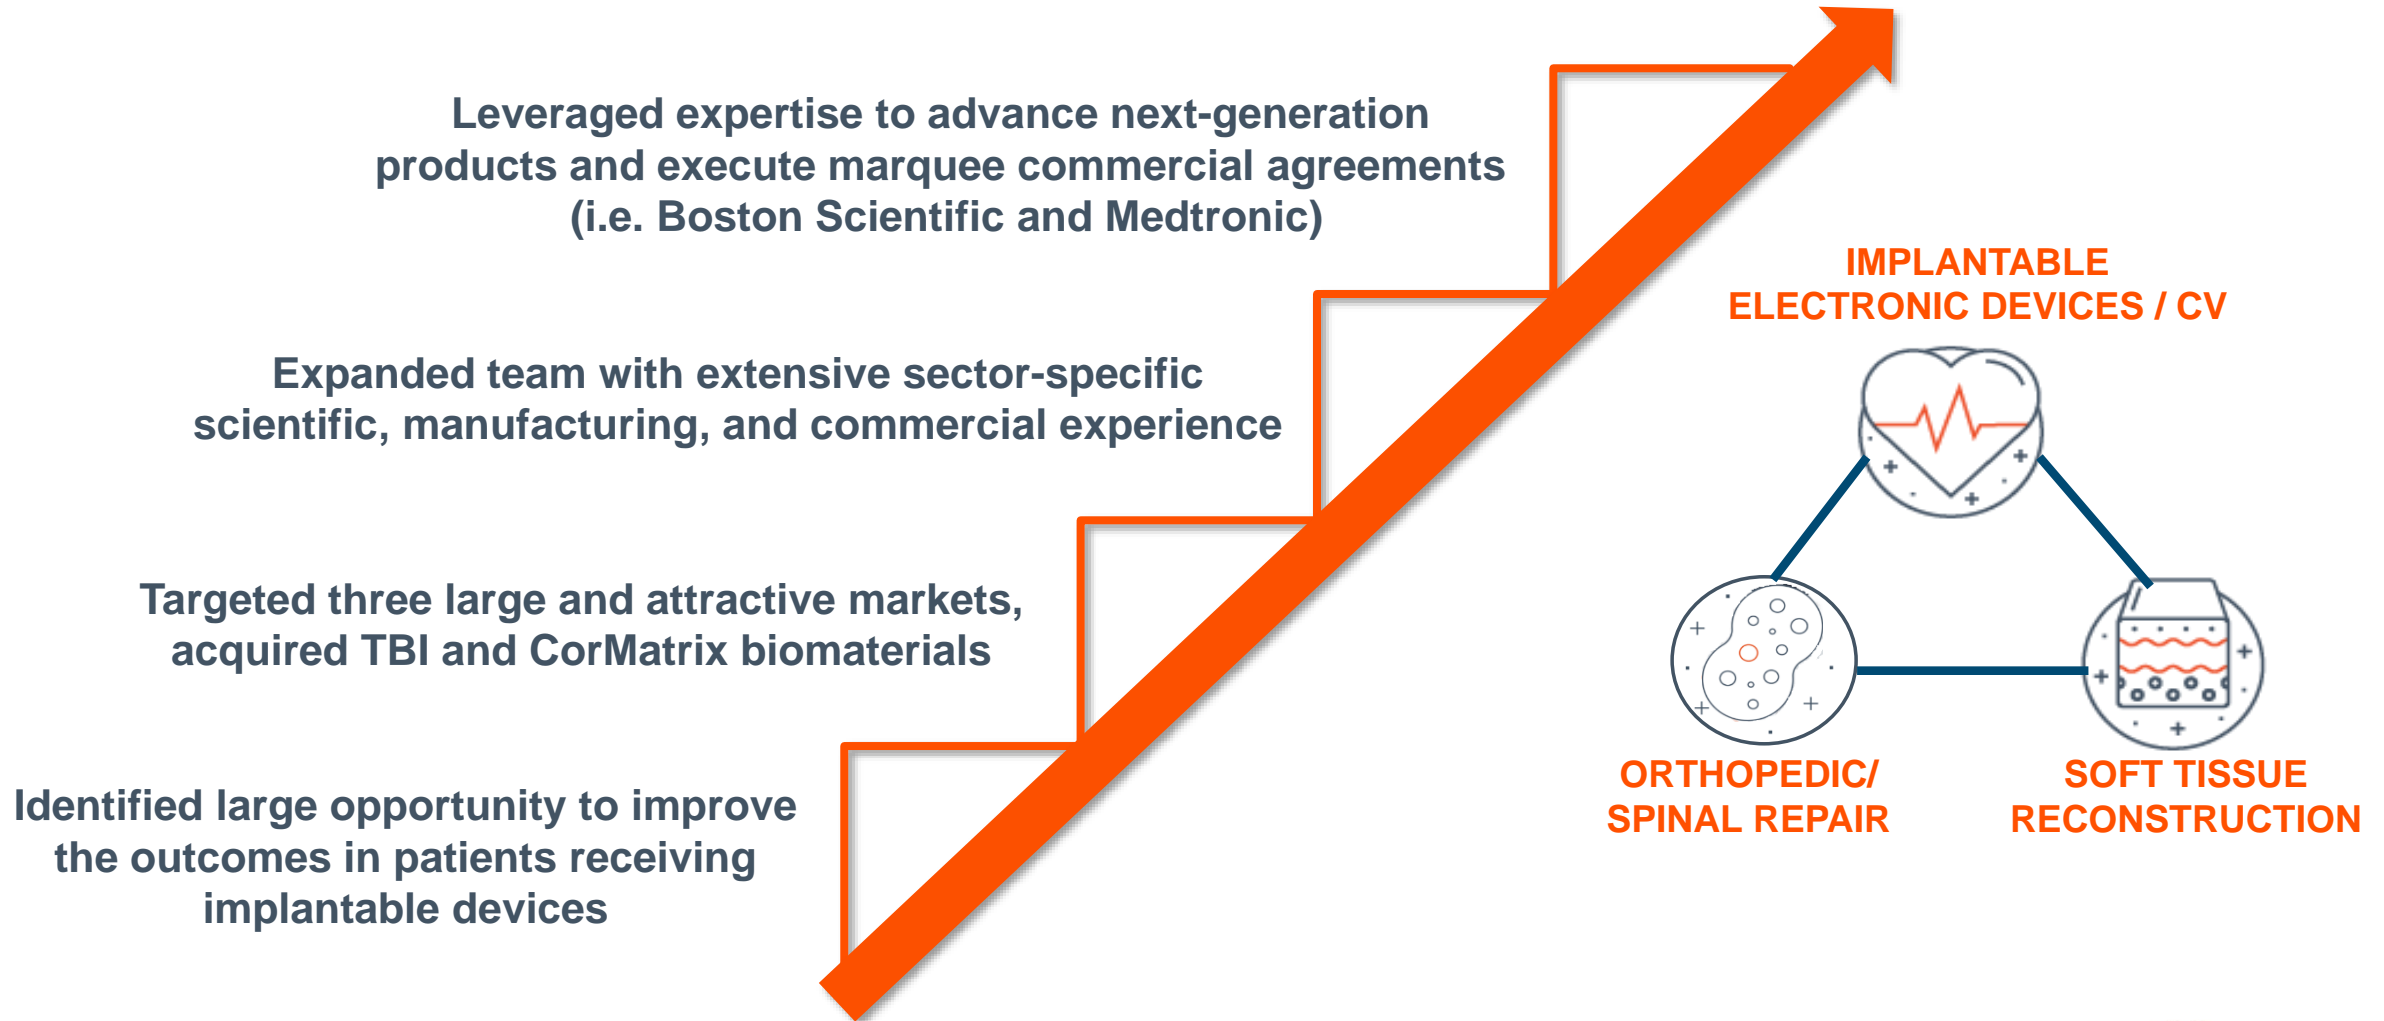 Leveraged expertise to advance next-generation
products and execute marquee commercial agreements
(i.e. Boston Scientific and Medtronic)
Expanded team with extensive sector-specific
scientific, manufacturing, and commercial experience
Targeted three large and attractive markets,
acquired TBI and CorMatrix biomaterials
Identified large opportunity to improve
the outcomes in patients receiving
implantable devices
IMPLANTABLE
ELECTRONIC DEVICES / CV
ORTHOPEDIC/
SPINAL REPAIR
SOFT TISSUE
RECONSTRUCTION